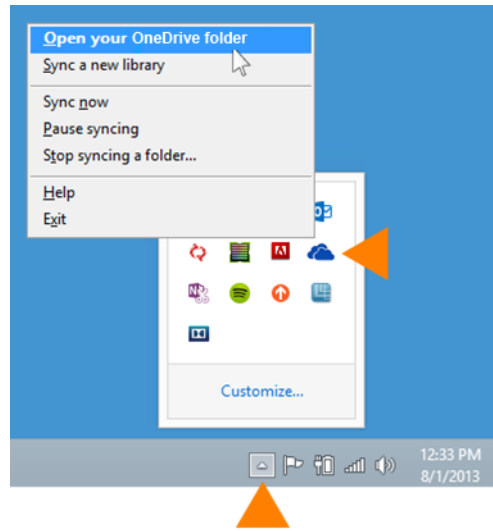 Open your OneDrive folder
Sync a new library
Sync now
Pause syncing
Stop syncing a folder...
Help
Exit
Customize...
12:33 PM
8/1/2013